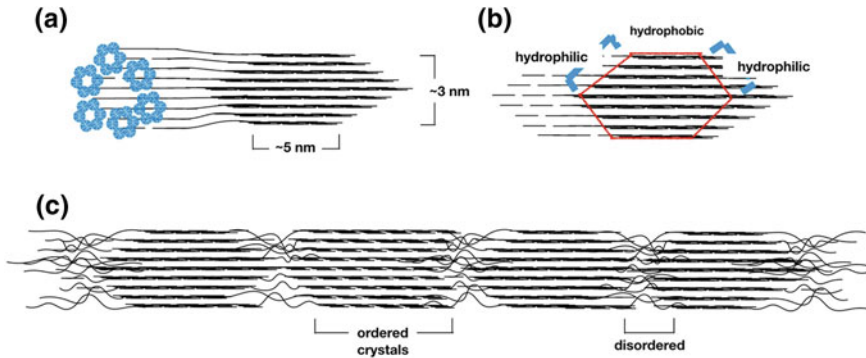 (a)
~3 nm
~5 nm
(b)
hydrophobic
hydrophilic
hydrophilic
(c)
ordered
crystals
disordered